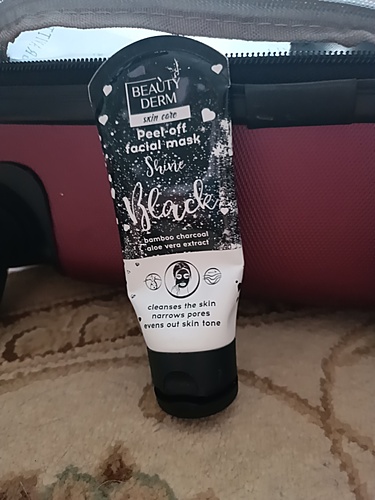 BEAUTY
DERM
skin care
Peel-off
facial mask
Shine
Black
bamboo charcoal
aloe vera extract
cleanses the skin
narrows pores
evens out skin tone